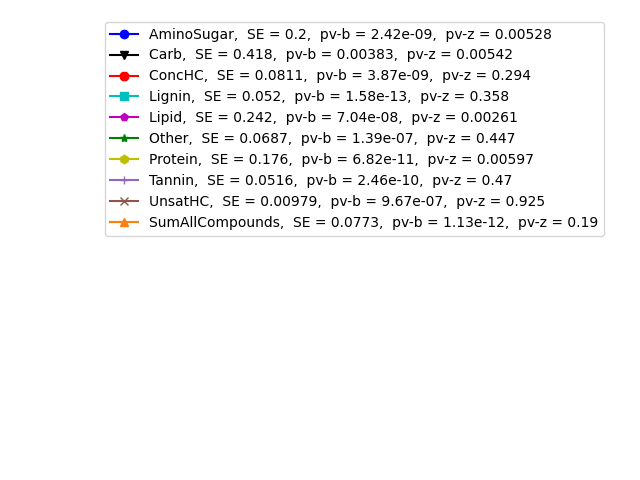 AminoSugar,  SE = 0.2,  pv-b = 2.42e-09,  pv-z = 0.00528
Carb,  SE = 0.418,  pv-b = 0.00383,  pv-z = 0.00542
ConcHC,  SE = 0.0811,  pv-b = 3.87e-09,  pv-z = 0.294
Lignin,  SE = 0.052,  pv-b = 1.58e-13,  pv-z = 0.358
Lipid,  SE = 0.242,  pv-b = 7.04e-08,  pv-z = 0.00261
Other,  SE = 0.0687,  pv-b = 1.39e-07,  pv-z = 0.447
Protein,  SE = 0.176,  pv-b = 6.82e-11,  pv-z = 0.00597
Tannin,  SE = 0.0516,  pv-b = 2.46e-10,  pv-z = 0.47
UnsatHC,  SE = 0.00979,  pv-b = 9.67e-07,  pv-z = 0.925
SumAllCompounds,  SE = 0.0773,  pv-b = 1.13e-12,  pv-z = 0.19